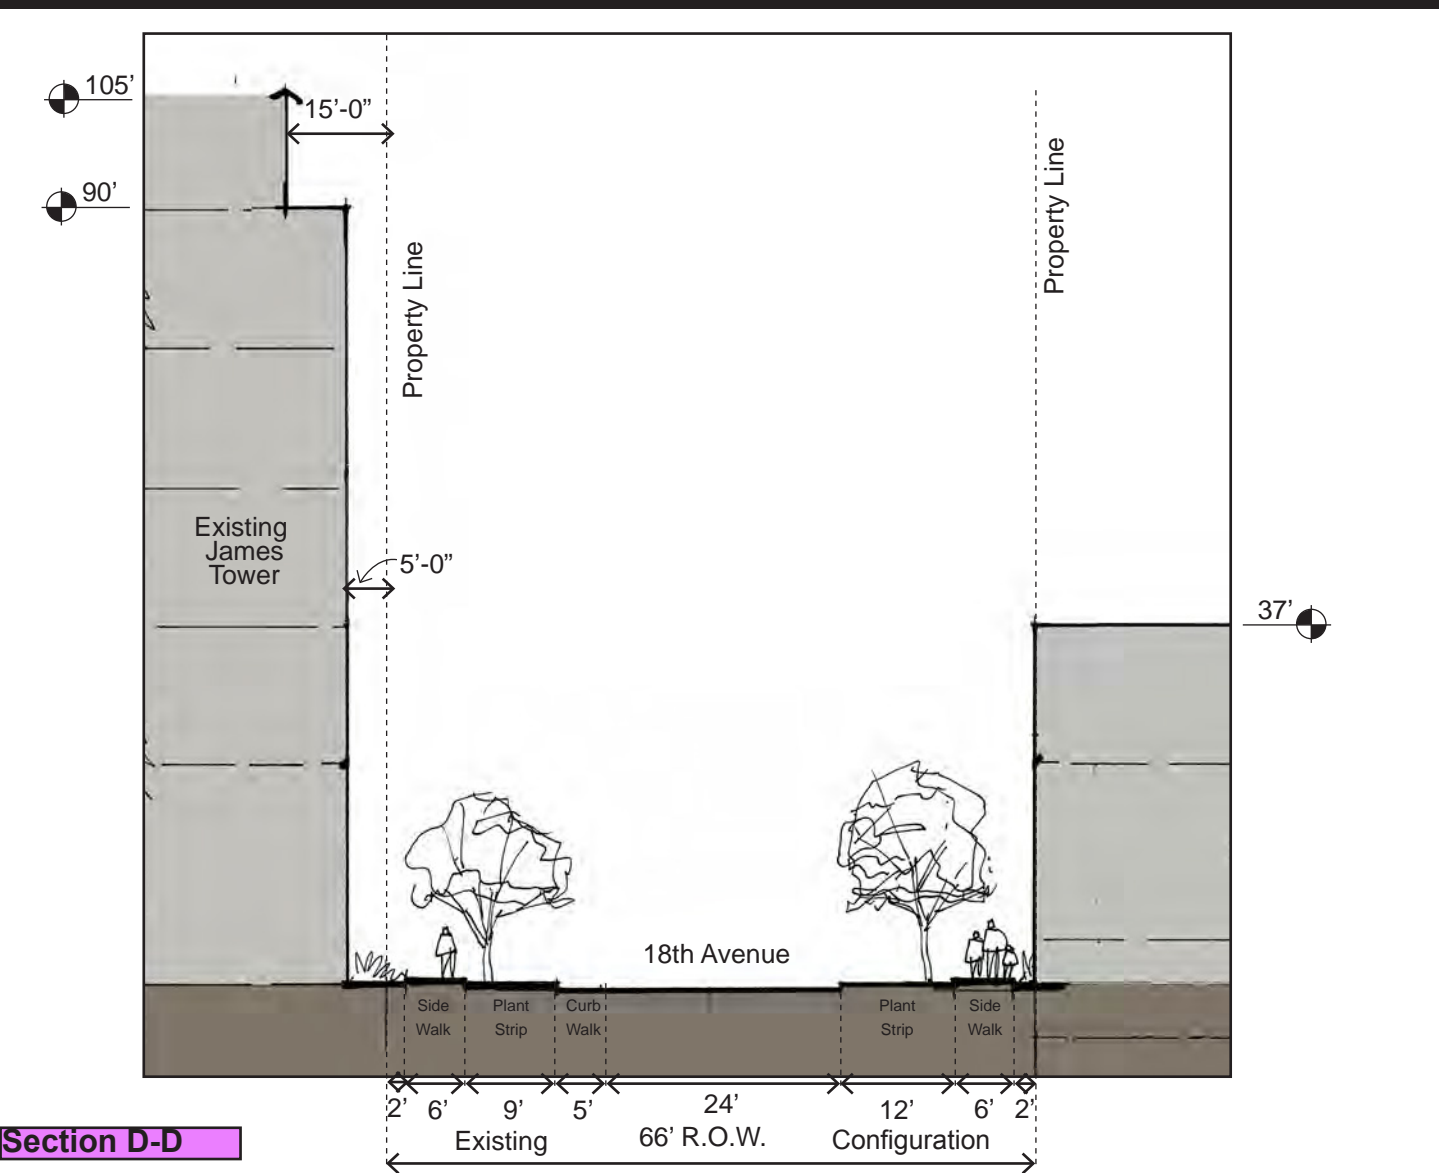 105’
15’-0”
90’
Property Line
Property Line
Existing
James
Tower
5’-0”
37’
18th Avenue
Side
Walk
Plant
Strip
Curb
Walk
Plant
Strip
Side
Walk
2’ 6’ 9’ 5’ 24’ 12’ 6’ 2’
Existing 66’ R.O.W. Configuration
Section D-D